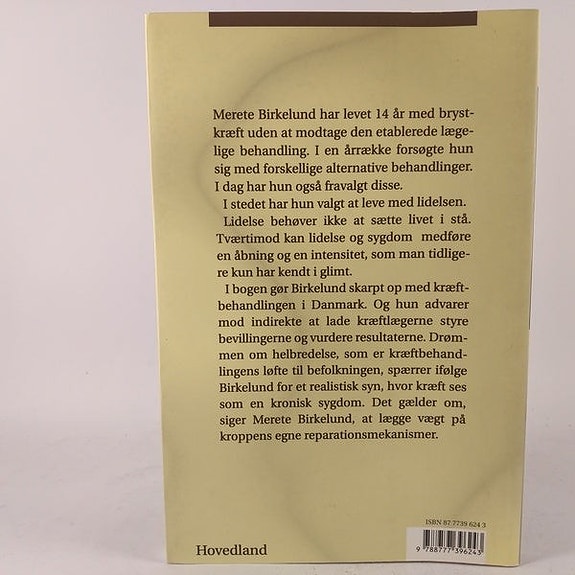 Merete Birkelund har levet 14 år med bryst-
kræft uden at modtage den etablerede læge-
lige behandling. I en årrække forsøgte hun
sig med forskellige alternative behandlinger.
I dag har hun også fravalgt disse.
I stedet har hun valgt at leve med lidelsen.
Lidelse behøver ikke at sætte livet i stå.
Tværtimod kan lidelse og sygdom medføre
en åbning og en intensitet, som man tidlige-
re kun har kendt i glimt.
I bogen gør Birkelund skarpt op med kræft-
behandlingen i Danmark. Og hun advarer
mod indirekte at lade kræftlægerne styre
bevillingerne og vurdere resultaterne. Drøm-
men om helbredelse, som er kræftbehand-
lingens løfte til befolkningen, spærrer ifølge
Birkelund for et realistisk syn, hvor kræft ses
som en kronisk sygdom. Det gælder om,
siger Merete Birkelund, at lægge vægt på
kroppens egne reparationsmekanismer.
ISBN 87 7739 624 3
9 788777 396243
Hovedland